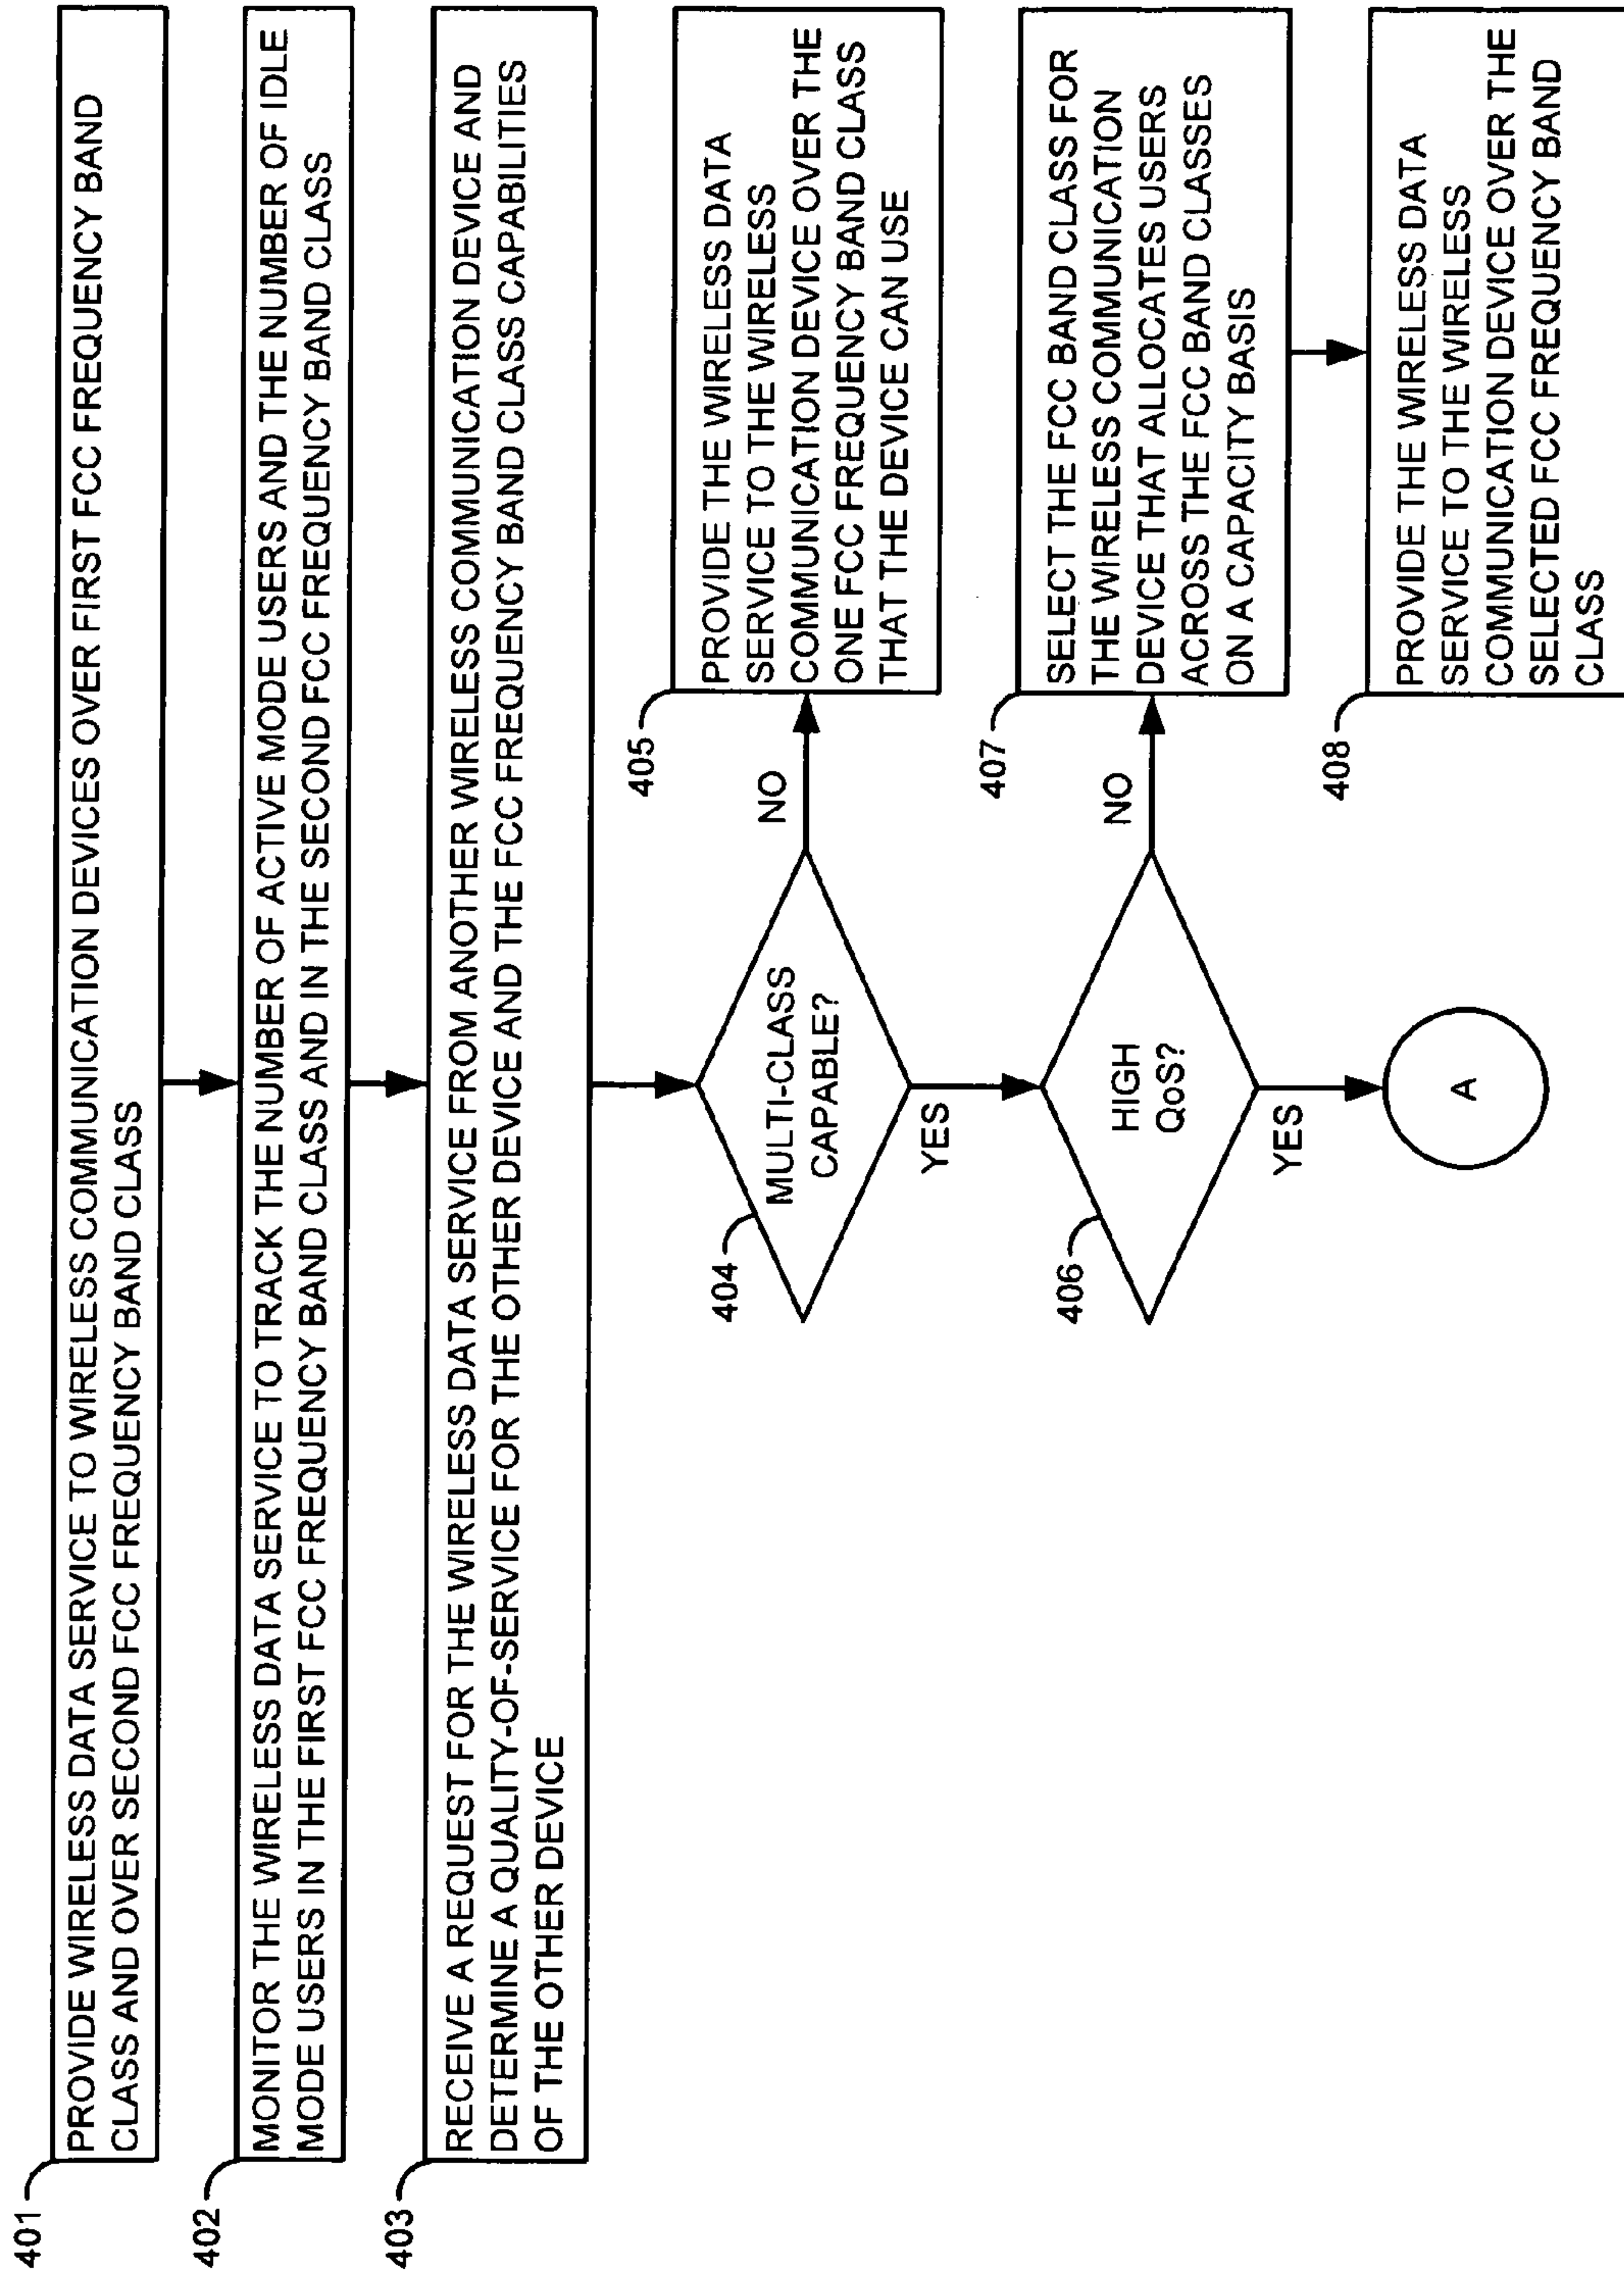 401
PROVIDE WIRELESS DATA SERVICE TO WIRELESS COMMUNICATION DEVICES OVER FIRST FCC FREQUENCY BAND
CLASS AND OVER SECOND FCC FREQUENCY BAND CLASS
402
MONITOR THE WIRELESS DATA SERVICE TO TRACK THE NUMBER OF ACTIVE MODE USERS AND THE NUMBER OF IDLE
MODE USERS IN THE FIRST FCC FREQUENCY BAND CLASS AND IN THE SECOND FCC FREQUENCY BAND CLASS
403
RECEIVE A REQUEST FOR THE WIRELESS DATA SERVICE FROM ANOTHER WIRELESS COMMUNICATION DEVICE AND
DETERMINE A QUALITY-OF-SERVICE FOR THE OTHER DEVICE AND THE FCC FREQUENCY BAND CLASS CAPABILITIES
OF THE OTHER DEVICE
404
MULTI-CLASS
CAPABLE?
NO
YES
405
PROVIDE THE WIRELESS DATA
SERVICE TO THE WIRELESS
COMMUNICATION DEVICE OVER THE
ONE FCC FREQUENCY BAND CLASS
THAT THE DEVICE CAN USE
406
HIGH
QoS?
NO
YES
407
SELECT THE FCC BAND CLASS FOR
THE WIRELESS COMMUNICATION
DEVICE THAT ALLOCATES USERS
ACROSS THE FCC BAND CLASSES
ON A CAPACITY BASIS
408
PROVIDE THE WIRELESS DATA
SERVICE TO THE WIRELESS
COMMUNICATION DEVICE OVER THE
SELECTED FCC FREQUENCY BAND
CLASS
A